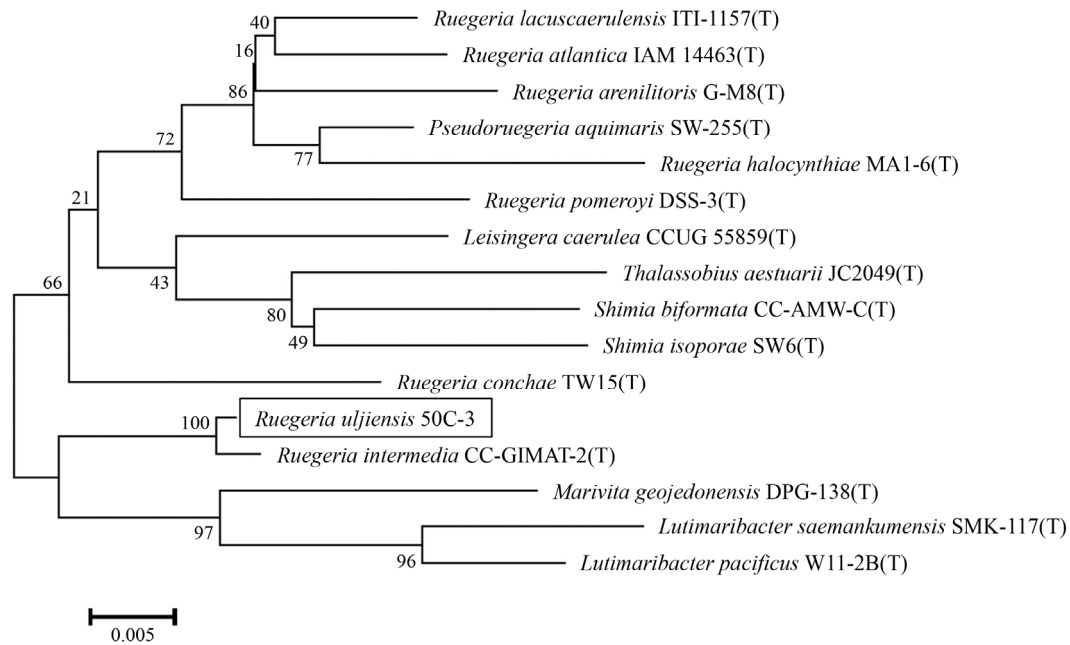 40
Ruegeria lacuscaerulensis ITI-1157(T)
16
Ruegeria atlantica IAM 14463(T)
86
Ruegeria arenilitoris G-M8(T)
Pseudoruegeria aquimaris SW-255(T)
72
77
Ruegeria halocynthiae MA1-6(T)
21
Ruegeria pomeroyi DSS-3(T)
Leisingera caerulea CCUG 55859(T)
66
43
Thalassobius aestuarii JC2049(T)
80
Shimia biformata CC-AMW-C(T)
49
Shimia isoporae SW6(T)
Ruegeria conchae TW15(T)
100
Ruegeria uljiensis 50C-3
Ruegeria intermedia CC-GIMAT-2(T)
Marivita geojedonensis DPG-138(T)
97
Lutimaribacter saemankumensis SMK-117(T)
96
Lutimaribacter pacificus W11-2B(T)
0.005